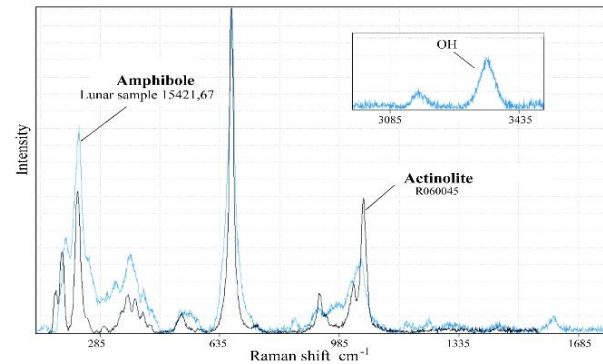 OH
3085
3435
Amphibole
Lunar sample 15421,67
Actinolite
R060045
Intensity
285
635
985
1335
1685
Raman shift cm-1